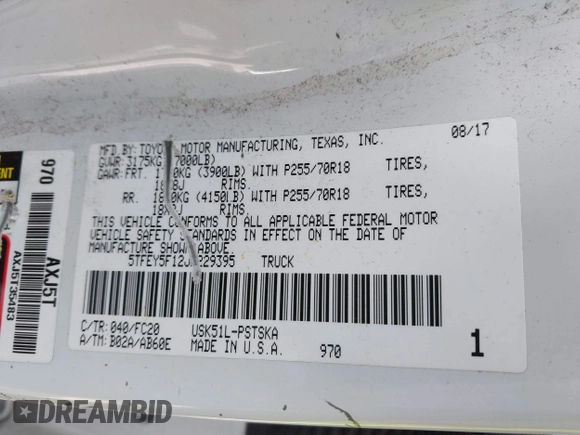 08/17
MFD.BY: MOTOR MANUFACTURING, TEXAS, INC.
GVWR: 3175KG 7000LB)
GAWR: FRT. (3900LB) WITH P255/70R18 TIRES,
RIMS.
RR. (4150LB) WITH P255/70R18 TIRES,
RIMS.
THIS VEHICLE CONFORMS TO ALL APPLICABLE FEDERAL MOTOR
VEHICLE SAFETY STANDARDS IN EFFECT ON THE DATE OF
MANUFACTURE SHOWN ABOVE.
TRUCK
C/TR: 040/FC20 USK51L-PSTSKA
A/TM: B02A/AB60E MADE IN U.S.A. 970 1
970 AXJ5T
AXJ5T35483
DREAMBID